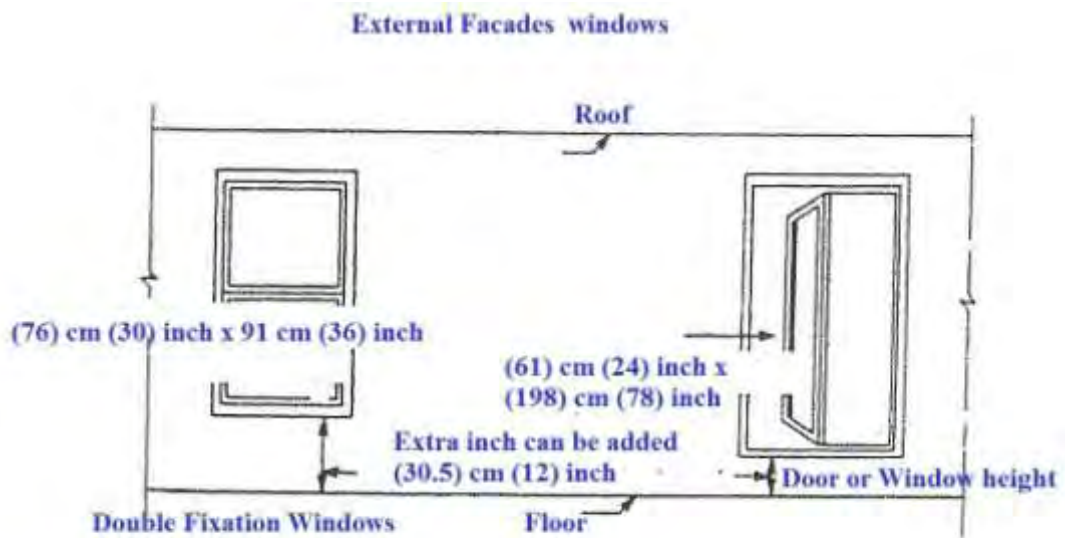 External Facades windows
Roof
(76) cm (30) inch x 91 cm (36) inch
(61) cm (24) inch x
(198) cm (78) inch
Extra inch can be added
(30.5) cm (12) inch
Door or Window height
Double Fixation Windows
Floor